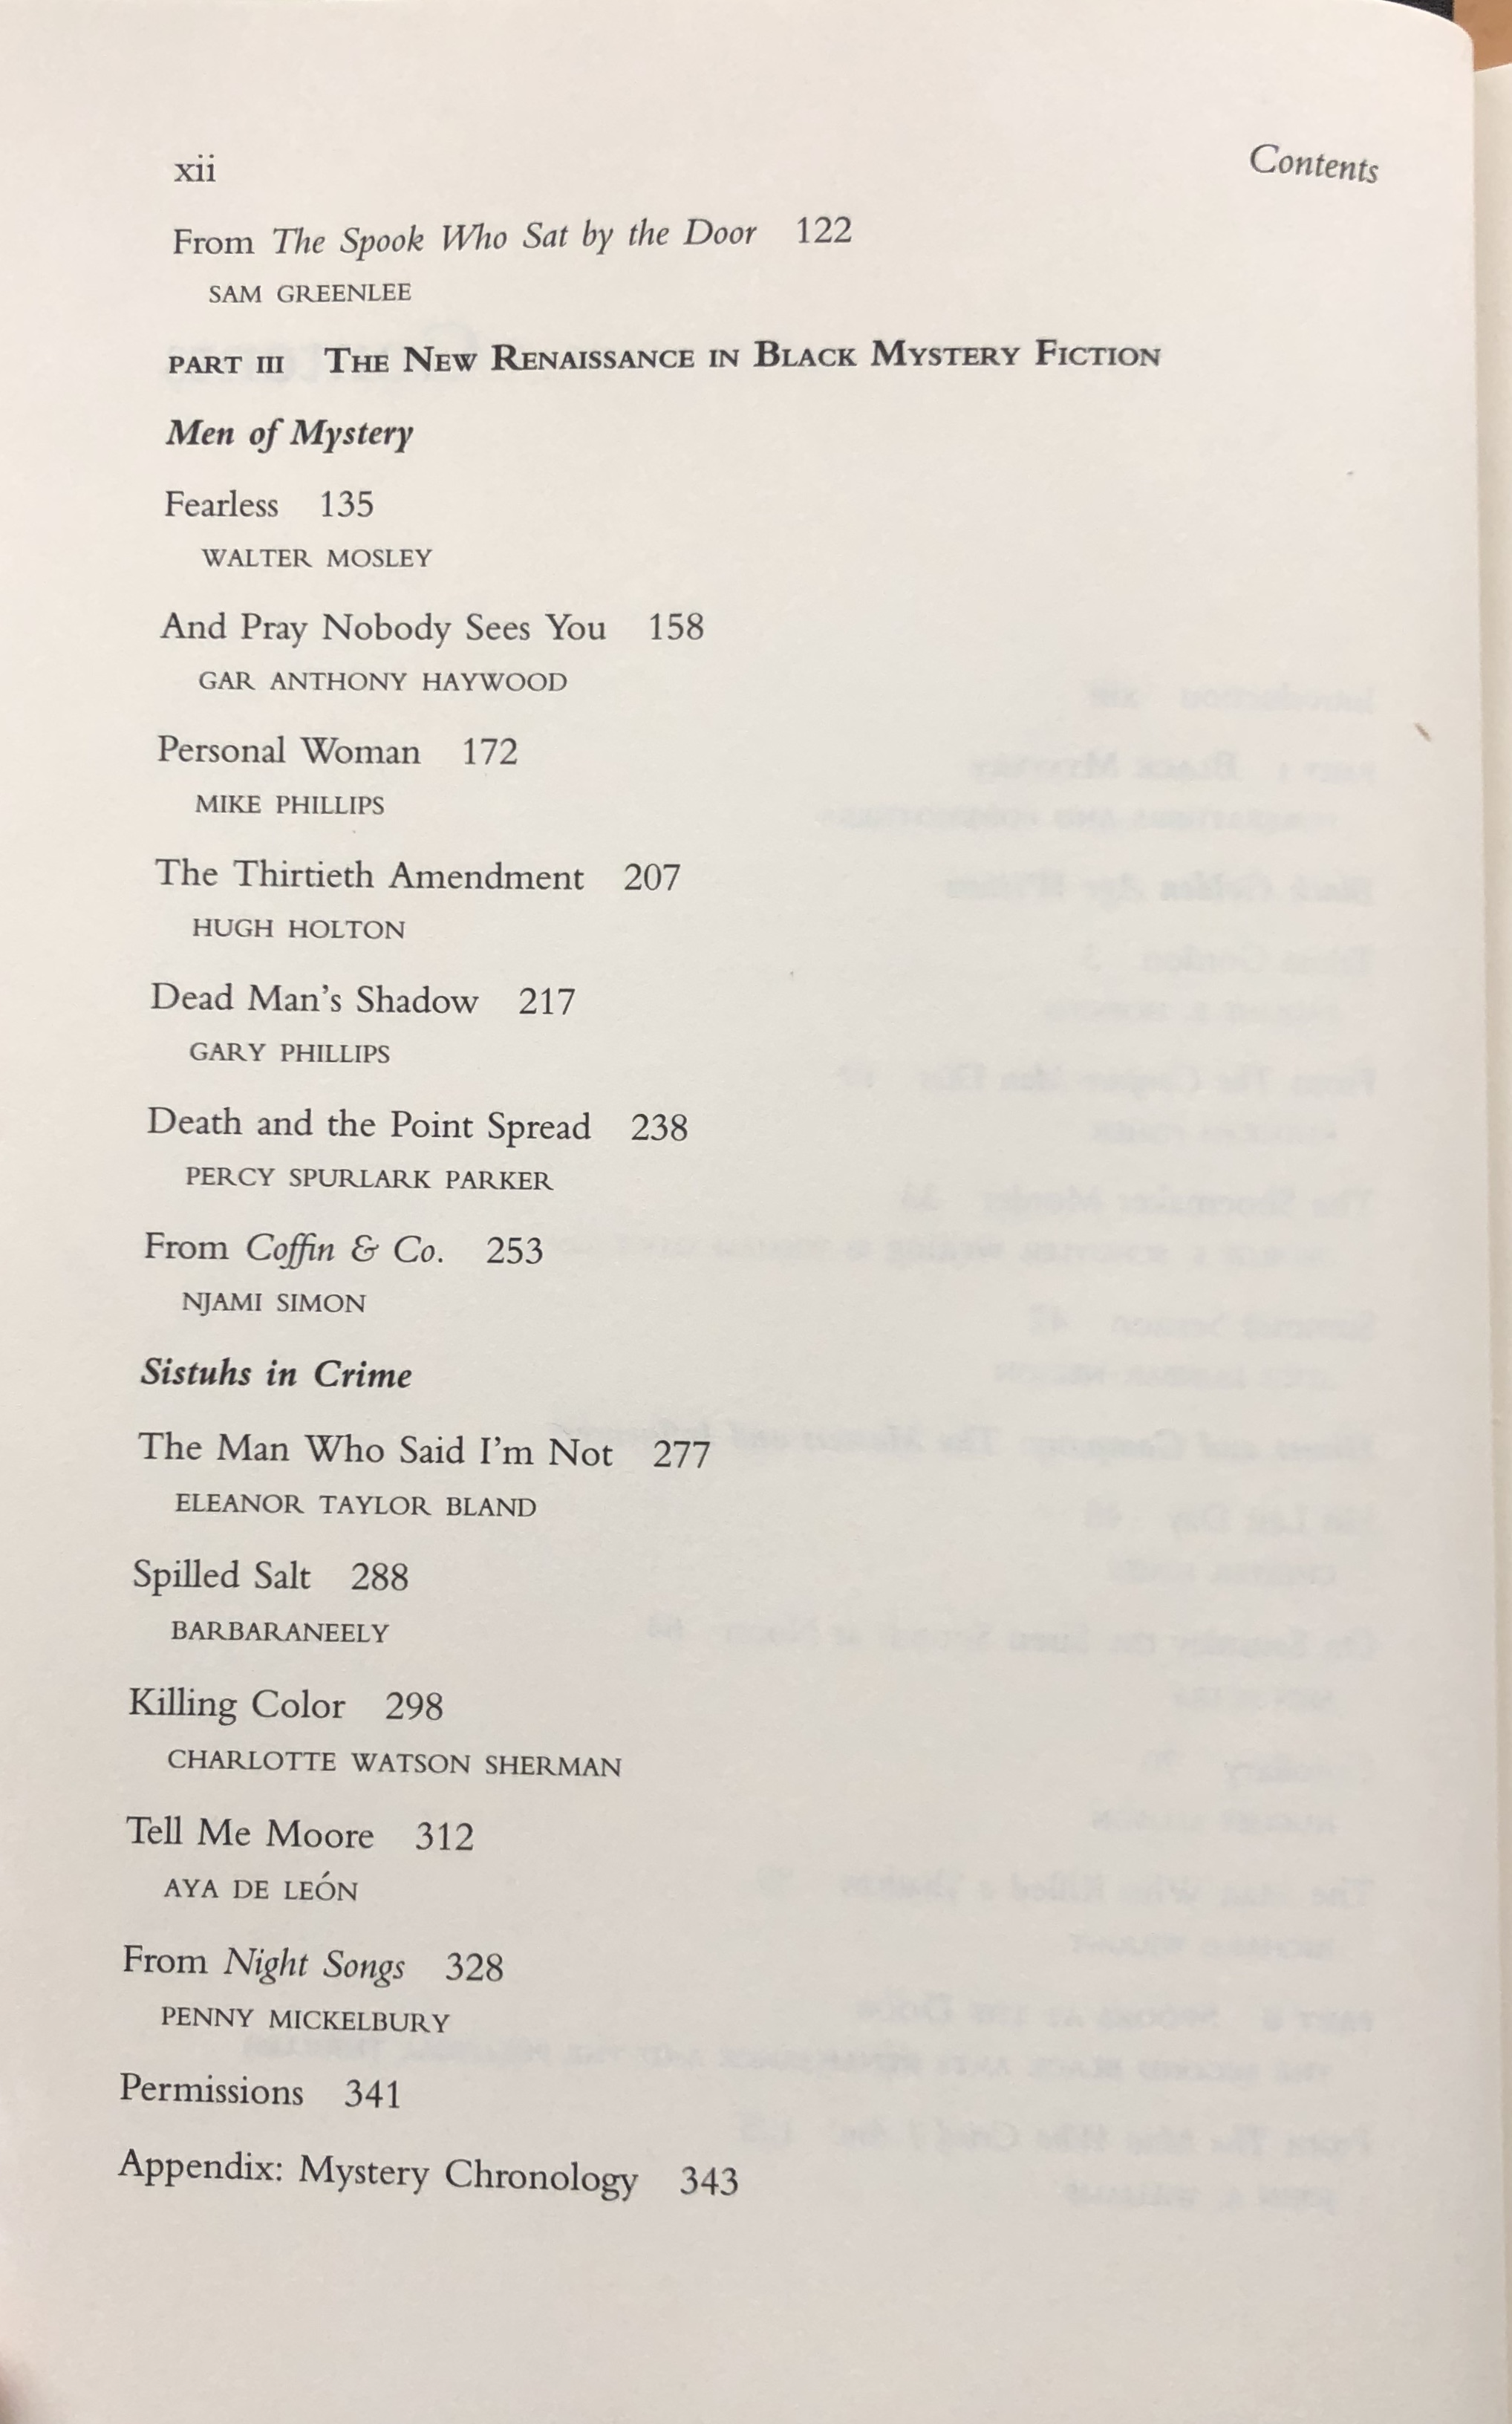 xii
Contents
From The Spook Who Sat by the Door 122
SAM GREENLEE
PART III THE NEW RENAISSANCE IN BLACK MYSTERY FICTION
Men of Mystery
Fearless 135
WALTER MOSLEY
And Pray Nobody Sees You 158
GAR ANTHONY HAYWOOD
Personal Woman 172
MIKE PHILLIPS
The Thirtieth Amendment 207
HUGH HOLTON
Dead Man's Shadow 217
GARY PHILLIPS
Death and the Point Spread 238
PERCY SPURLARK PARKER
From Coffin & Co. 253
NJAMI SIMON
Sistuhs in Crime
The Man Who Said I'm Not 277
ELEANOR TAYLOR BLAND
Spilled Salt 288
BARBARANEELY
Killing Color 298
CHARLOTTE WATSON SHERMAN
Tell Me Moore 312
AYA DE LEÓN
From Night Songs 328
PENNY MICKELBURY
Permissions 341
Appendix: Mystery Chronology 343